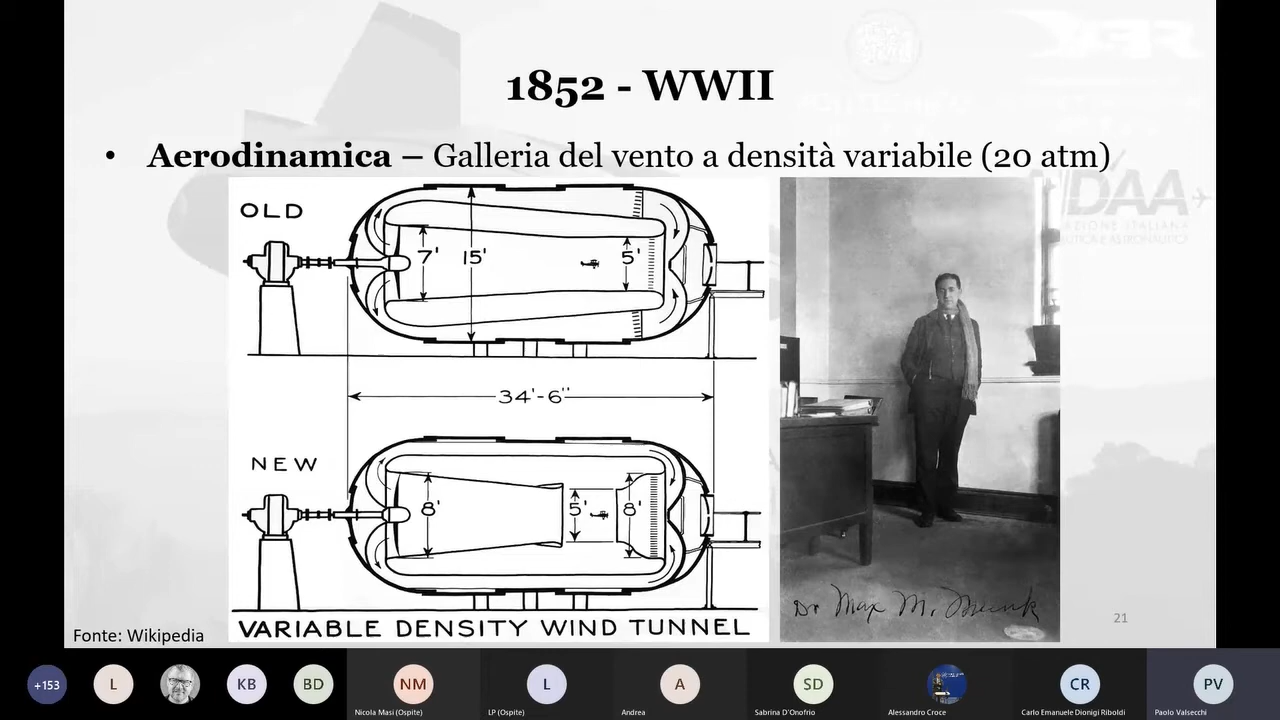 1852 - WWII
• Aerodinamica – Galleria del vento a densità variabile (20 atm)
OLD
7'
15'
5'
34'-6"
NEW
8'
5'
8'
VARIABLE DENSITY WIND TUNNEL
Dr Max M. Munk
21
Fonte: Wikipedia
+153
L
KB
BD
NM
L
A
SD
CR
PV
Nicola Masi (Ospite)
LP (Ospite)
Andrea
Sabrina D'Onofrio
Alessandro Croce
Carlo Emanuele Dionigi Riboldi
Paolo Valsecchi